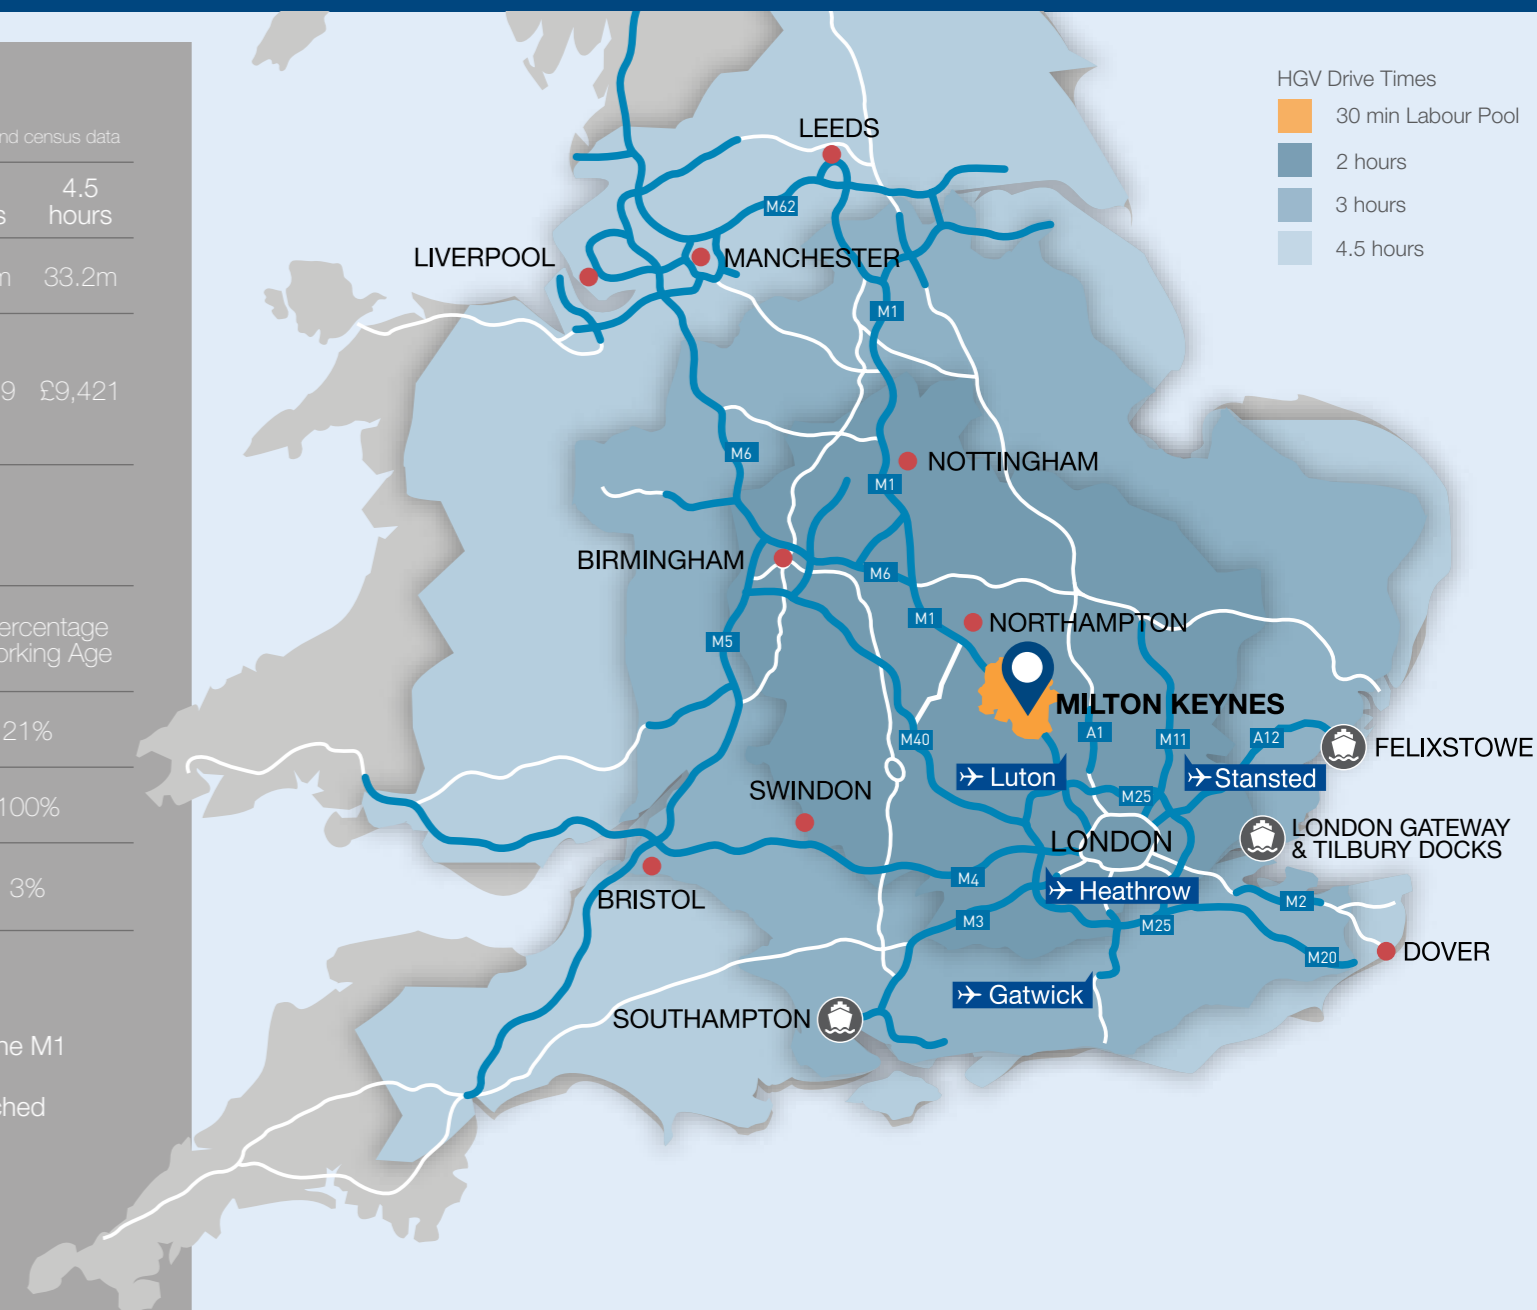 nd census data
4.5
hours
33.2m
£9,421
ercentage
orking Age
21%
100%
3%
ne M1
ched
HGV Drive Times
30 min Labour Pool
2 hours
3 hours
4.5 hours
LEEDS
M62
LIVERPOOL
MANCHESTER
M1
M6
NOTTINGHAM
M1
BIRMINGHAM
M6
M1
NORTHAMPTON
M5
MILTON KEYNES
M40
A1
M11
A12
FELIXSTOWE
Luton
Stansted
SWINDON
M25
LONDON
LONDON GATEWAY
& TILBURY DOCKS
M4
Heathrow
BRISTOL
M3
M25
M2
M20
DOVER
Gatwick
SOUTHAMPTON